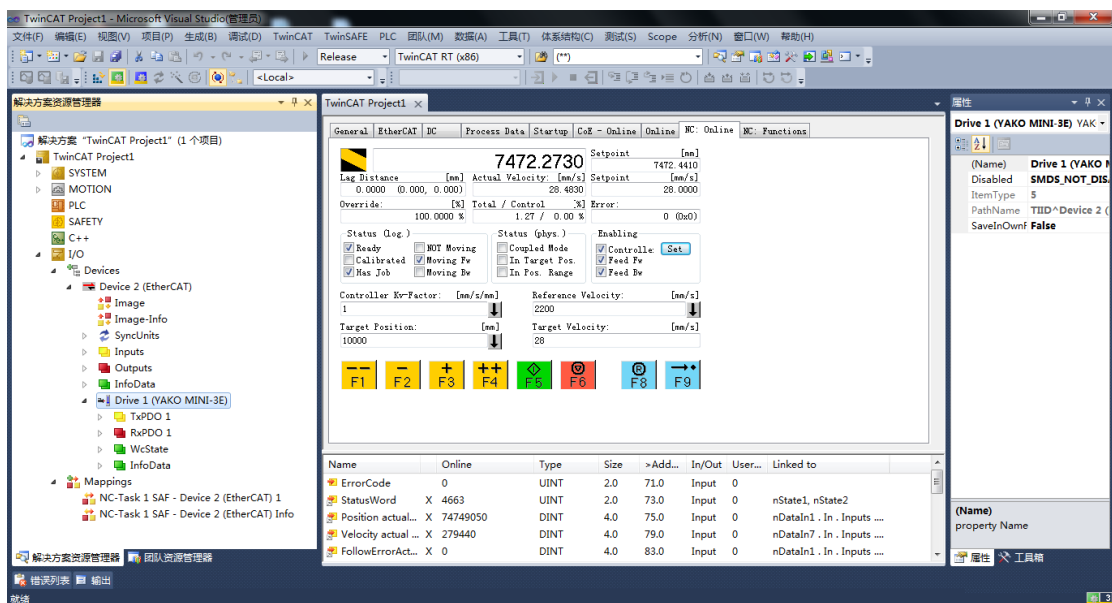 TwinCAT Project1 - Microsoft Visual Studio(管理员)
文件(F) 编辑(E) 视图(V) 项目(P) 生成(B) 调试(D) TwinCAT TwinSAFE PLC 团队(M) 数据(A) 工具(T) 体系结构(C) 测试(S) Scope 分析(N) 窗口(W) 帮助(H)
Release TwinCAT RT (x86) (**)
<Local>
解决方案资源管理器
解决方案 "TwinCAT Project1" (1 个项目)
TwinCAT Project1
SYSTEM
MOTION
PLC
SAFETY
C++
I/O
Devices
Device 2 (EtherCAT)
Image
Image-Info
SyncUnits
Inputs
Outputs
InfoData
Drive 1 (YAKO MINI-3E)
TxPDO 1
RxPDO 1
WcState
InfoData
Mappings
NC-Task 1 SAF - Device 2 (EtherCAT) 1
NC-Task 1 SAF - Device 2 (EtherCAT) Info
解决方案资源管理器 团队资源管理器
TwinCAT Project1
General EtherCAT DC Process Data Startup CoE - Online Online NC: Online NC: Functions
7472.2730 Setpoint [mm]
7472.4410
Lag Distance [mm] Actual Velocity: [mm/s] Setpoint [mm/s]
0.0000 (0.000, 0.000) 28.4830 28.0000
Override: [%] Total / Control [%] Error:
100.0000 % 1.27 / 0.00 % 0 (0x0)
Status (log.) Status (phys.) Enabling
Ready NOT Moving Coupled Mode Controlle Set
Calibrated Moving Fw In Target Pos. Feed Fw
Has Job Moving Bw In Pos. Range Feed Bw
Controller Kv-Factor: [mm/s/mm] Reference Velocity: [mm/s]
1 2200
Target Position: [mm] Target Velocity: [mm/s]
10000 28
-- - + ++
F1 F2 F3 F4 F5 F6 F8 F9
Name Online Type Size >Add... In/Out User... Linked to
ErrorCode 0 UINT 2.0 71.0 Input 0
StatusWord X 4663 UINT 2.0 73.0 Input 0 nState1, nState2
Position actual... X 74749050 DINT 4.0 75.0 Input 0 nDataIn1 . In . Inputs ....
Velocity actual ... X 279440 DINT 4.0 79.0 Input 0 nDataIn7 . In . Inputs ....
FollowErrorAct... X 0 DINT 4.0 83.0 Input 0 nDataIn1 . In . Inputs ....
属性
Drive 1 (YAKO MINI-3E) YAK
(Name) Drive 1 (YAKO M
Disabled SMDS_NOT_DISA
ItemType 5
PathName TIID^Device 2 (
SaveInOwnF False
(Name)
property Name
属性 工具箱
错误列表 输出
就绪
3